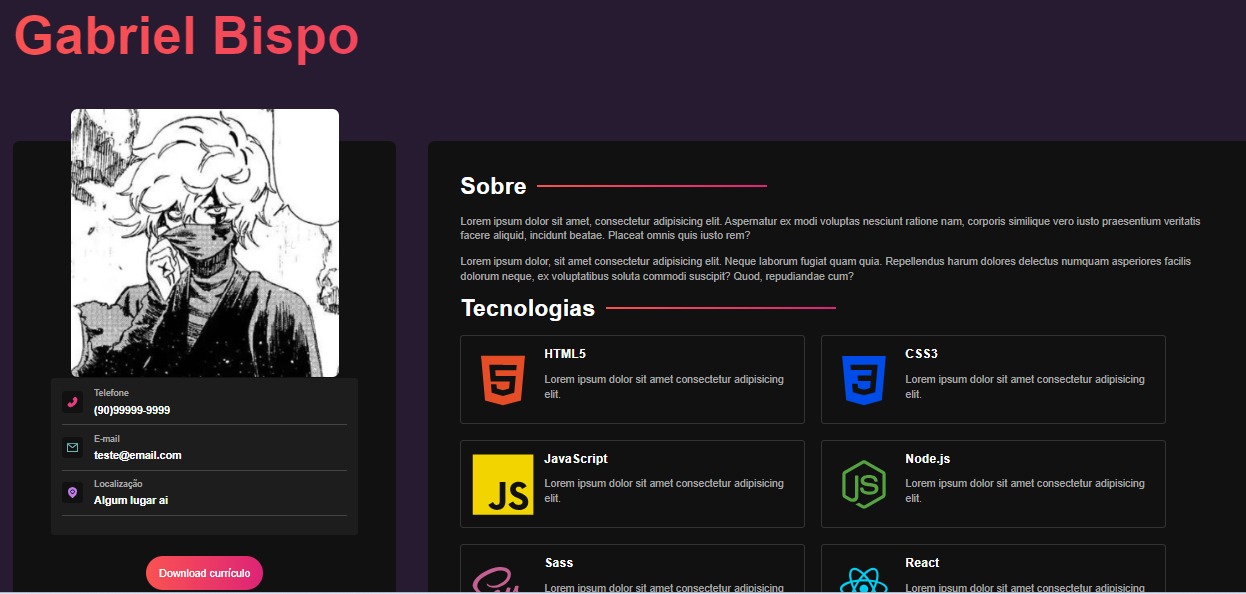 Gabriel Bispo
Telefone
(90)99999-9999
E-mail
teste@email.com
Localização
Algum lugar ai
Download currículo
Sobre
Lorem ipsum dolor sit amet, consectetur adipisicing elit. Aspernatur ex modi voluptas nesciunt ratione nam, corporis similique vero iusto praesentium veritatis
facere aliquid, incidunt beatae. Placeat omnis quis iusto rem?
Lorem ipsum dolor, sit amet consectetur adipisicing elit. Neque laborum fugiat quam quia. Repellendus harum dolores delectus numquam asperiores facilis
dolorum neque, ex voluptatibus soluta commodi suscipit? Quod, repudiandae cum?
Tecnologias
HTML5
Lorem ipsum dolor sit amet consectetur adipisicing
elit.
CSS3
Lorem ipsum dolor sit amet consectetur adipisicing
elit.
JS
JavaScript
Lorem ipsum dolor sit amet consectetur adipisicing
elit.
JS
Node.js
Lorem ipsum dolor sit amet consectetur adipisicing
elit.
Sass
Lorem ipsum dolor sit amet consectetur adipisicing
React
Lorem ipsum dolor sit amet consectetur adipisicing